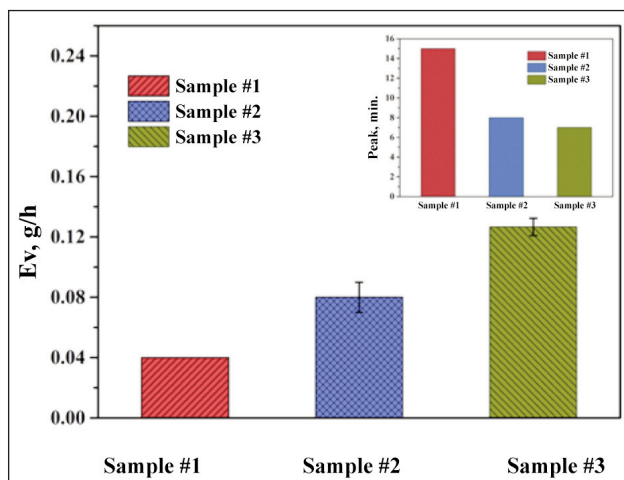 Ev, g/h
0.24
0.20
0.16
0.12
0.08
0.04
0.00
Sample #1
Sample #2
Sample #3
Peak, min.
16
14
12
10
8
6
4
2
0
Sample #1
Sample #2
Sample #3
Sample #1 Sample #2 Sample #3
Sample #1 Sample #2 Sample #3